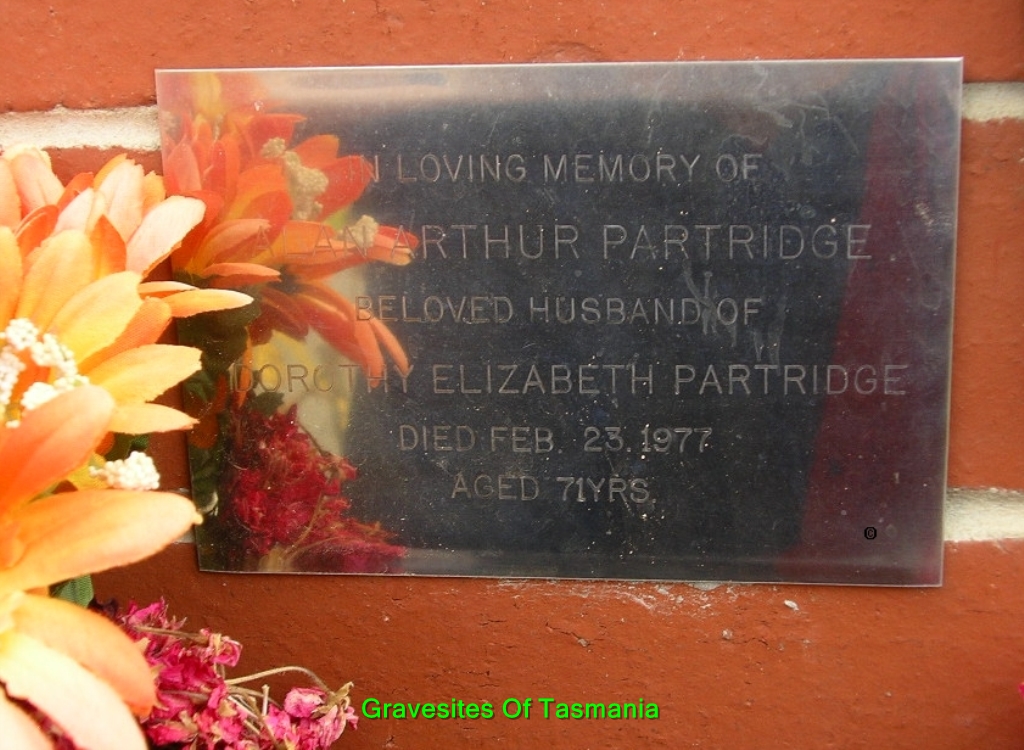 IN LOVING MEMORY OF
ARTHUR PARTRIDGE
BELOVED HUSBAND OF
DOROTHY ELIZABETH PARTRIDGE
DIED FEB. 23. 1977
AGED 71YRS.
©
Gravesites Of Tasmania